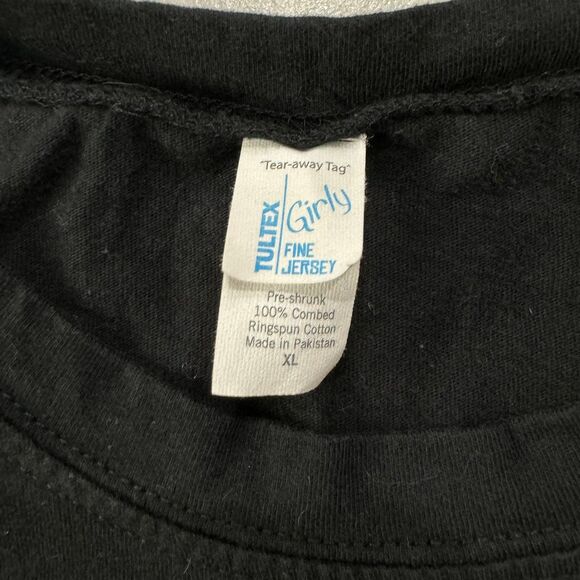 "Tear-away Tag"
TULTEX
Girly
FINE
JERSEY
Pre-shrunk
100% Combed
Ringspun Cotton
Made in Pakistan
XL